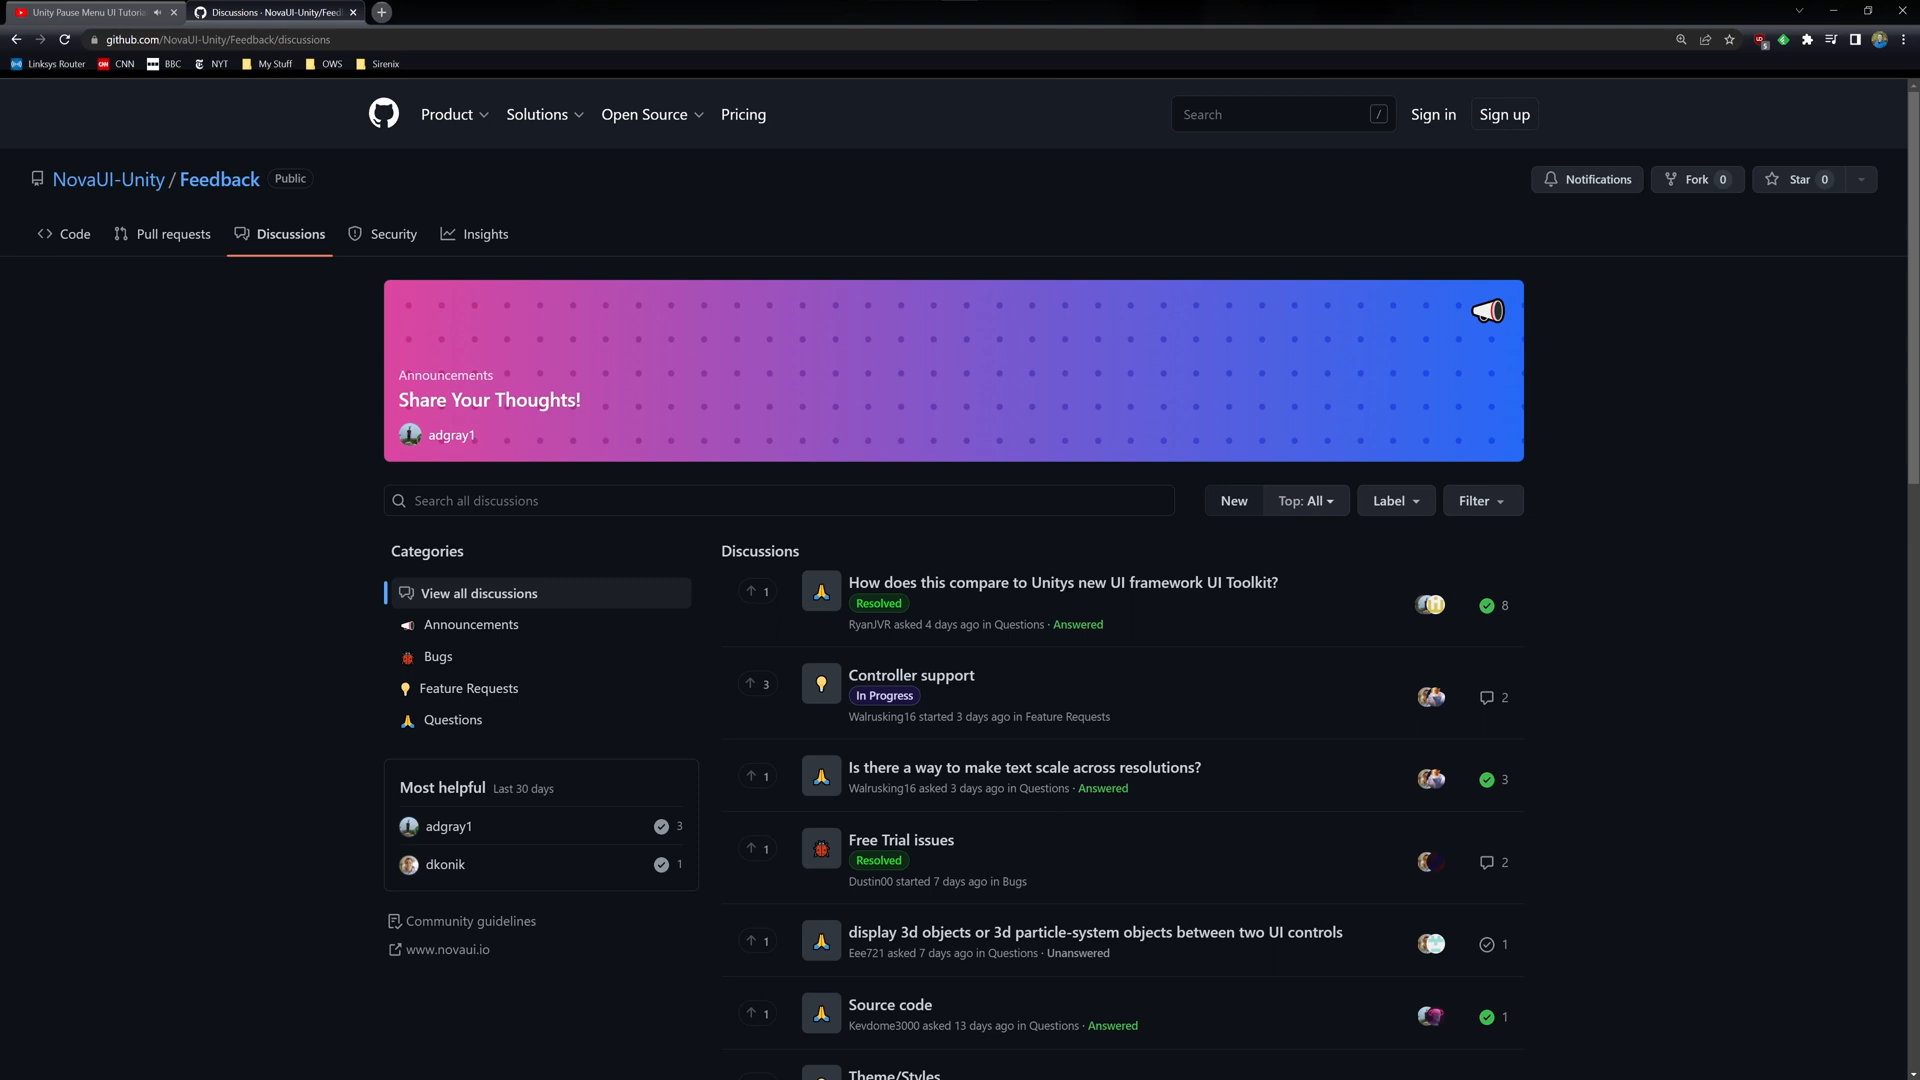 Unity Pause Menu UI Tutoria
Discussions · NovaUI-Unity/Feed
github.com/NovaUI-Unity/Feedback/discussions
Linksys Router
CNN
BBC
NYT
My Stuff
OWS
Sirenix
Product
Solutions
Open Source
Pricing
Search
/
Sign in
Sign up
NovaUI-Unity / Feedback
Public
Notifications
Fork 0
Star 0
Code
Pull requests
Discussions
Security
Insights
Announcements
Share Your Thoughts!
adgray1
Search all discussions
New
Top: All
Label
Filter
Categories
View all discussions
Announcements
Bugs
Feature Requests
Questions
Most helpful Last 30 days
adgray1 3
dkonik 1
Community guidelines
www.novaui.io
Discussions
1
How does this compare to Unitys new UI framework UI Toolkit?
Resolved
RyanJVR asked 4 days ago in Questions · Answered
8
3
Controller support
In Progress
Walrusking16 started 3 days ago in Feature Requests
2
1
Is there a way to make text scale across resolutions?
Walrusking16 asked 3 days ago in Questions · Answered
3
1
Free Trial issues
Resolved
Dustin00 started 7 days ago in Bugs
2
1
display 3d objects or 3d particle-system objects between two UI controls
Eee721 asked 7 days ago in Questions · Unanswered
1
1
Source code
Kevdome3000 asked 13 days ago in Questions · Answered
1
Theme/Styles